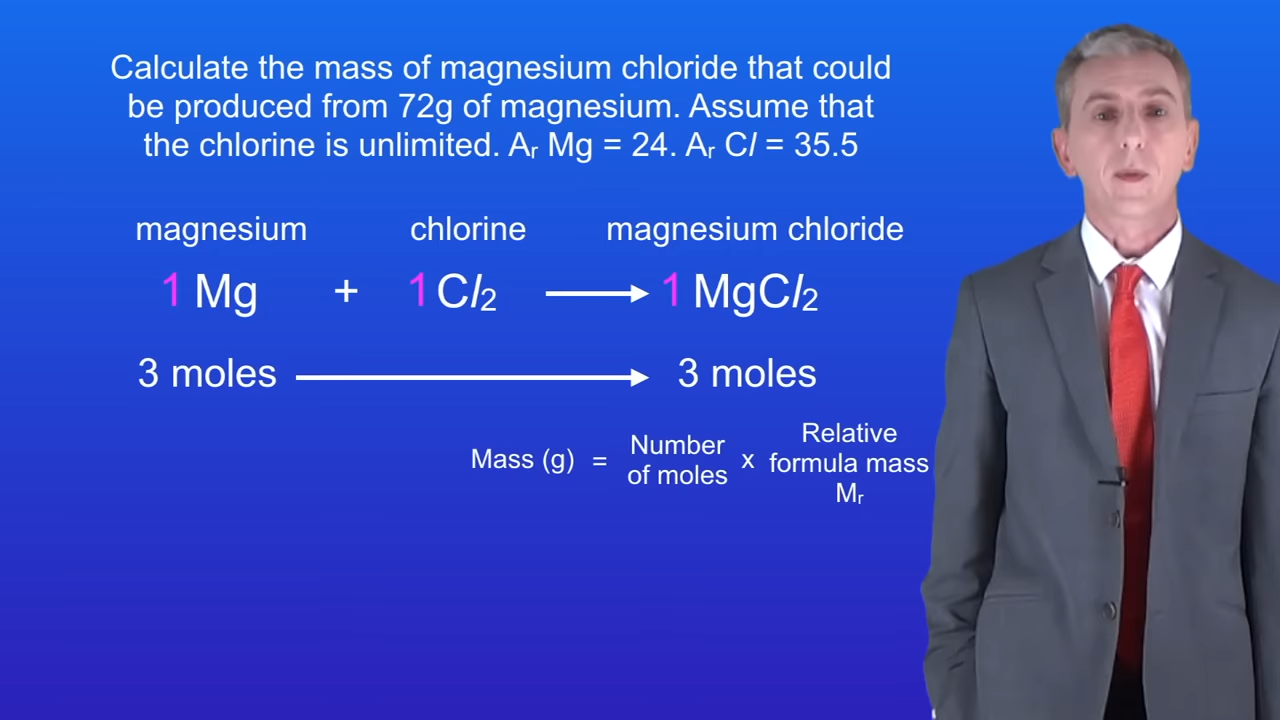 Calculate the mass of magnesium chloride that could
be produced from 72g of magnesium. Assume that
the chlorine is unlimited. Aᵣ Mg = 24. Aᵣ Cl = 35.5
magnesium chlorine magnesium chloride
1 Mg + 1 Cl₂ → 1 MgCl₂
3 moles → 3 moles
Mass (g) = Number of moles x Relative formula mass Mᵣ